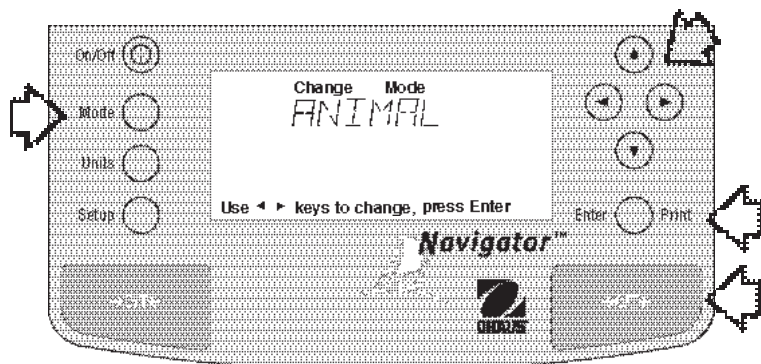 On/Off
Change Mode
Mode
ANIMAL
Units
Setup
Use ◄ ► keys to change, press Enter
Enter Print
Navigator™
OHAUS